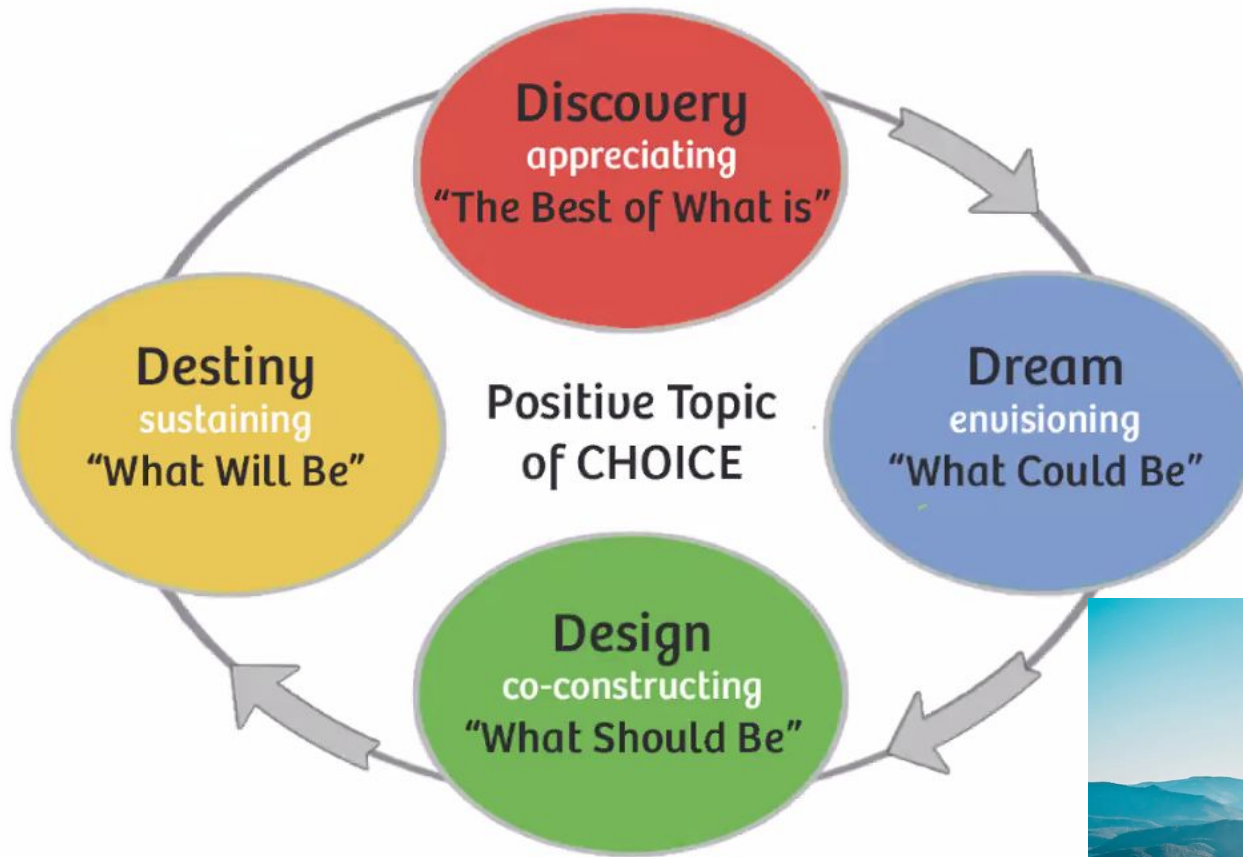 Discovery
appreciating
“The Best of What is”
Dream
envisioning
“What Could Be”
Design
co-constructing
“What Should Be”
Destiny
sustaining
“What Will Be”
Positive Topic
of CHOICE